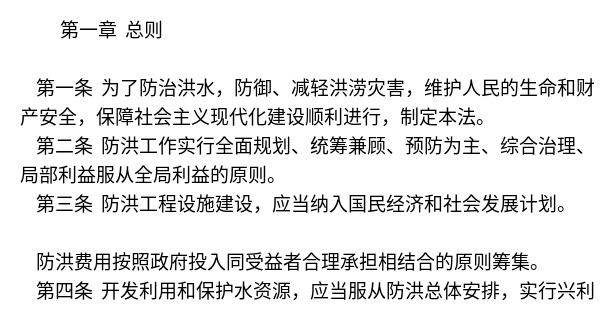 第一章 总则
第一条 为了防治洪水，防御、减轻洪涝灾害，维护人民的生命和财
产安全，保障社会主义现代化建设顺利进行，制定本法。
第二条 防洪工作实行全面规划、统筹兼顾、预防为主、综合治理、
局部利益服从全局利益的原则。
第三条 防洪工程设施建设，应当纳入国民经济和社会发展计划。
防洪费用按照政府投入同受益者合理承担相结合的原则筹集。
第四条 开发利用和保护水资源，应当服从防洪总体安排，实行兴利